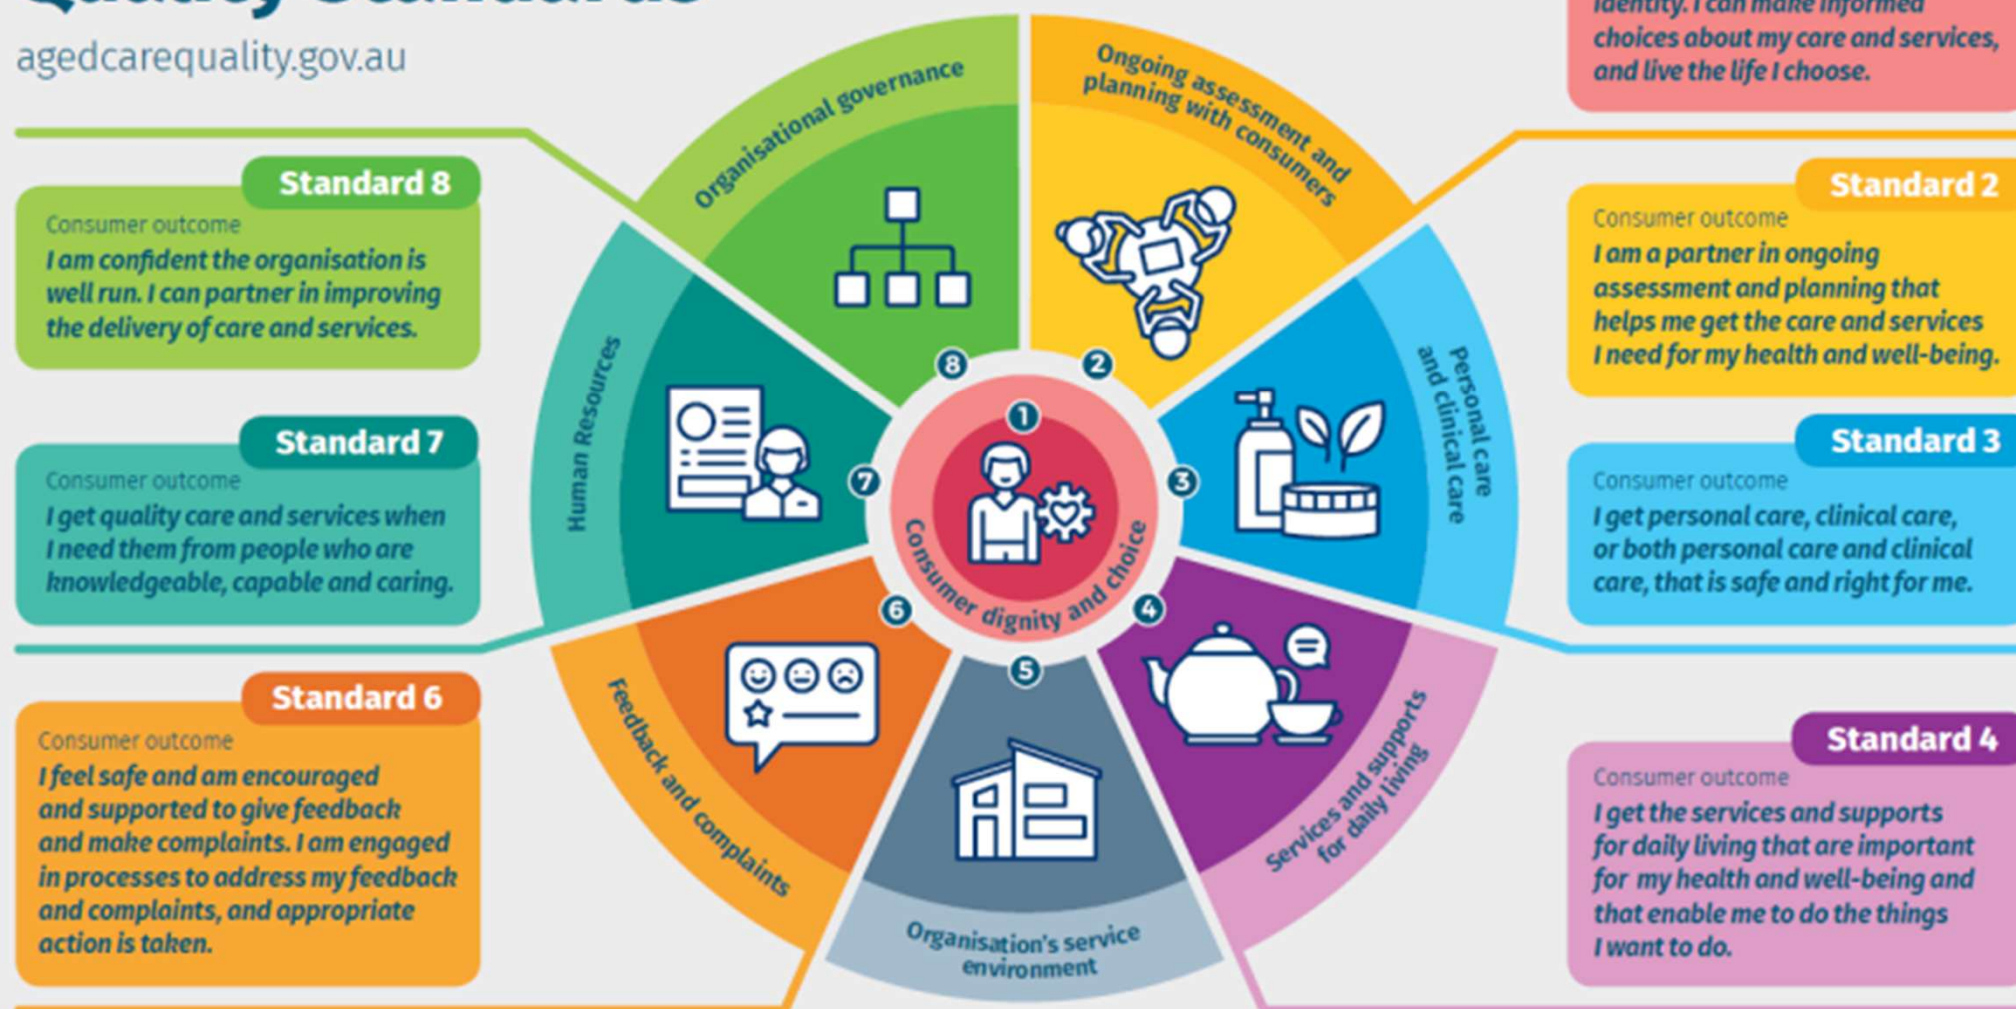 Quality Standards
agedcarequality.gov.au
Standard 8
Consumer outcome
I am confident the organisation is
well run. I can partner in improving
the delivery of care and services.
Standard 7
Consumer outcome
I get quality care and services when
I need them from people who are
knowledgeable, capable and caring.
Standard 6
Consumer outcome
I feel safe and am encouraged
and supported to give feedback
and make complaints. I am engaged
in processes to address my feedback
and complaints, and appropriate
action is taken.
Organisational governance
8
Ongoing assessment and
planning with consumers
2
Human Resources
7
1
Consumer dignity and choice
Personal care
and clinical care
3
Feedback and complaints
6
5
Organisation's service
environment
4
Services and supports
for daily living
identity. I can make informed
choices about my care and services,
and live the life I choose.
Standard 2
Consumer outcome
I am a partner in ongoing
assessment and planning that
helps me get the care and services
I need for my health and well-being.
Standard 3
Consumer outcome
I get personal care, clinical care,
or both personal care and clinical
care, that is safe and right for me.
Standard 4
Consumer outcome
I get the services and supports
for daily living that are important
for my health and well-being and
that enable me to do the things
I want to do.